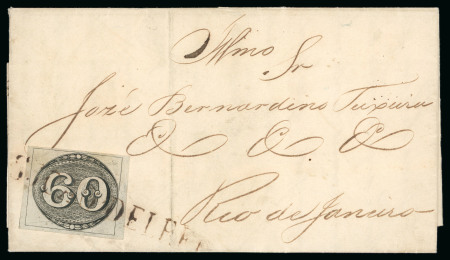 Illmo Sr
José Bernardino Teixeira
& & &
60
Rio de Janeiro